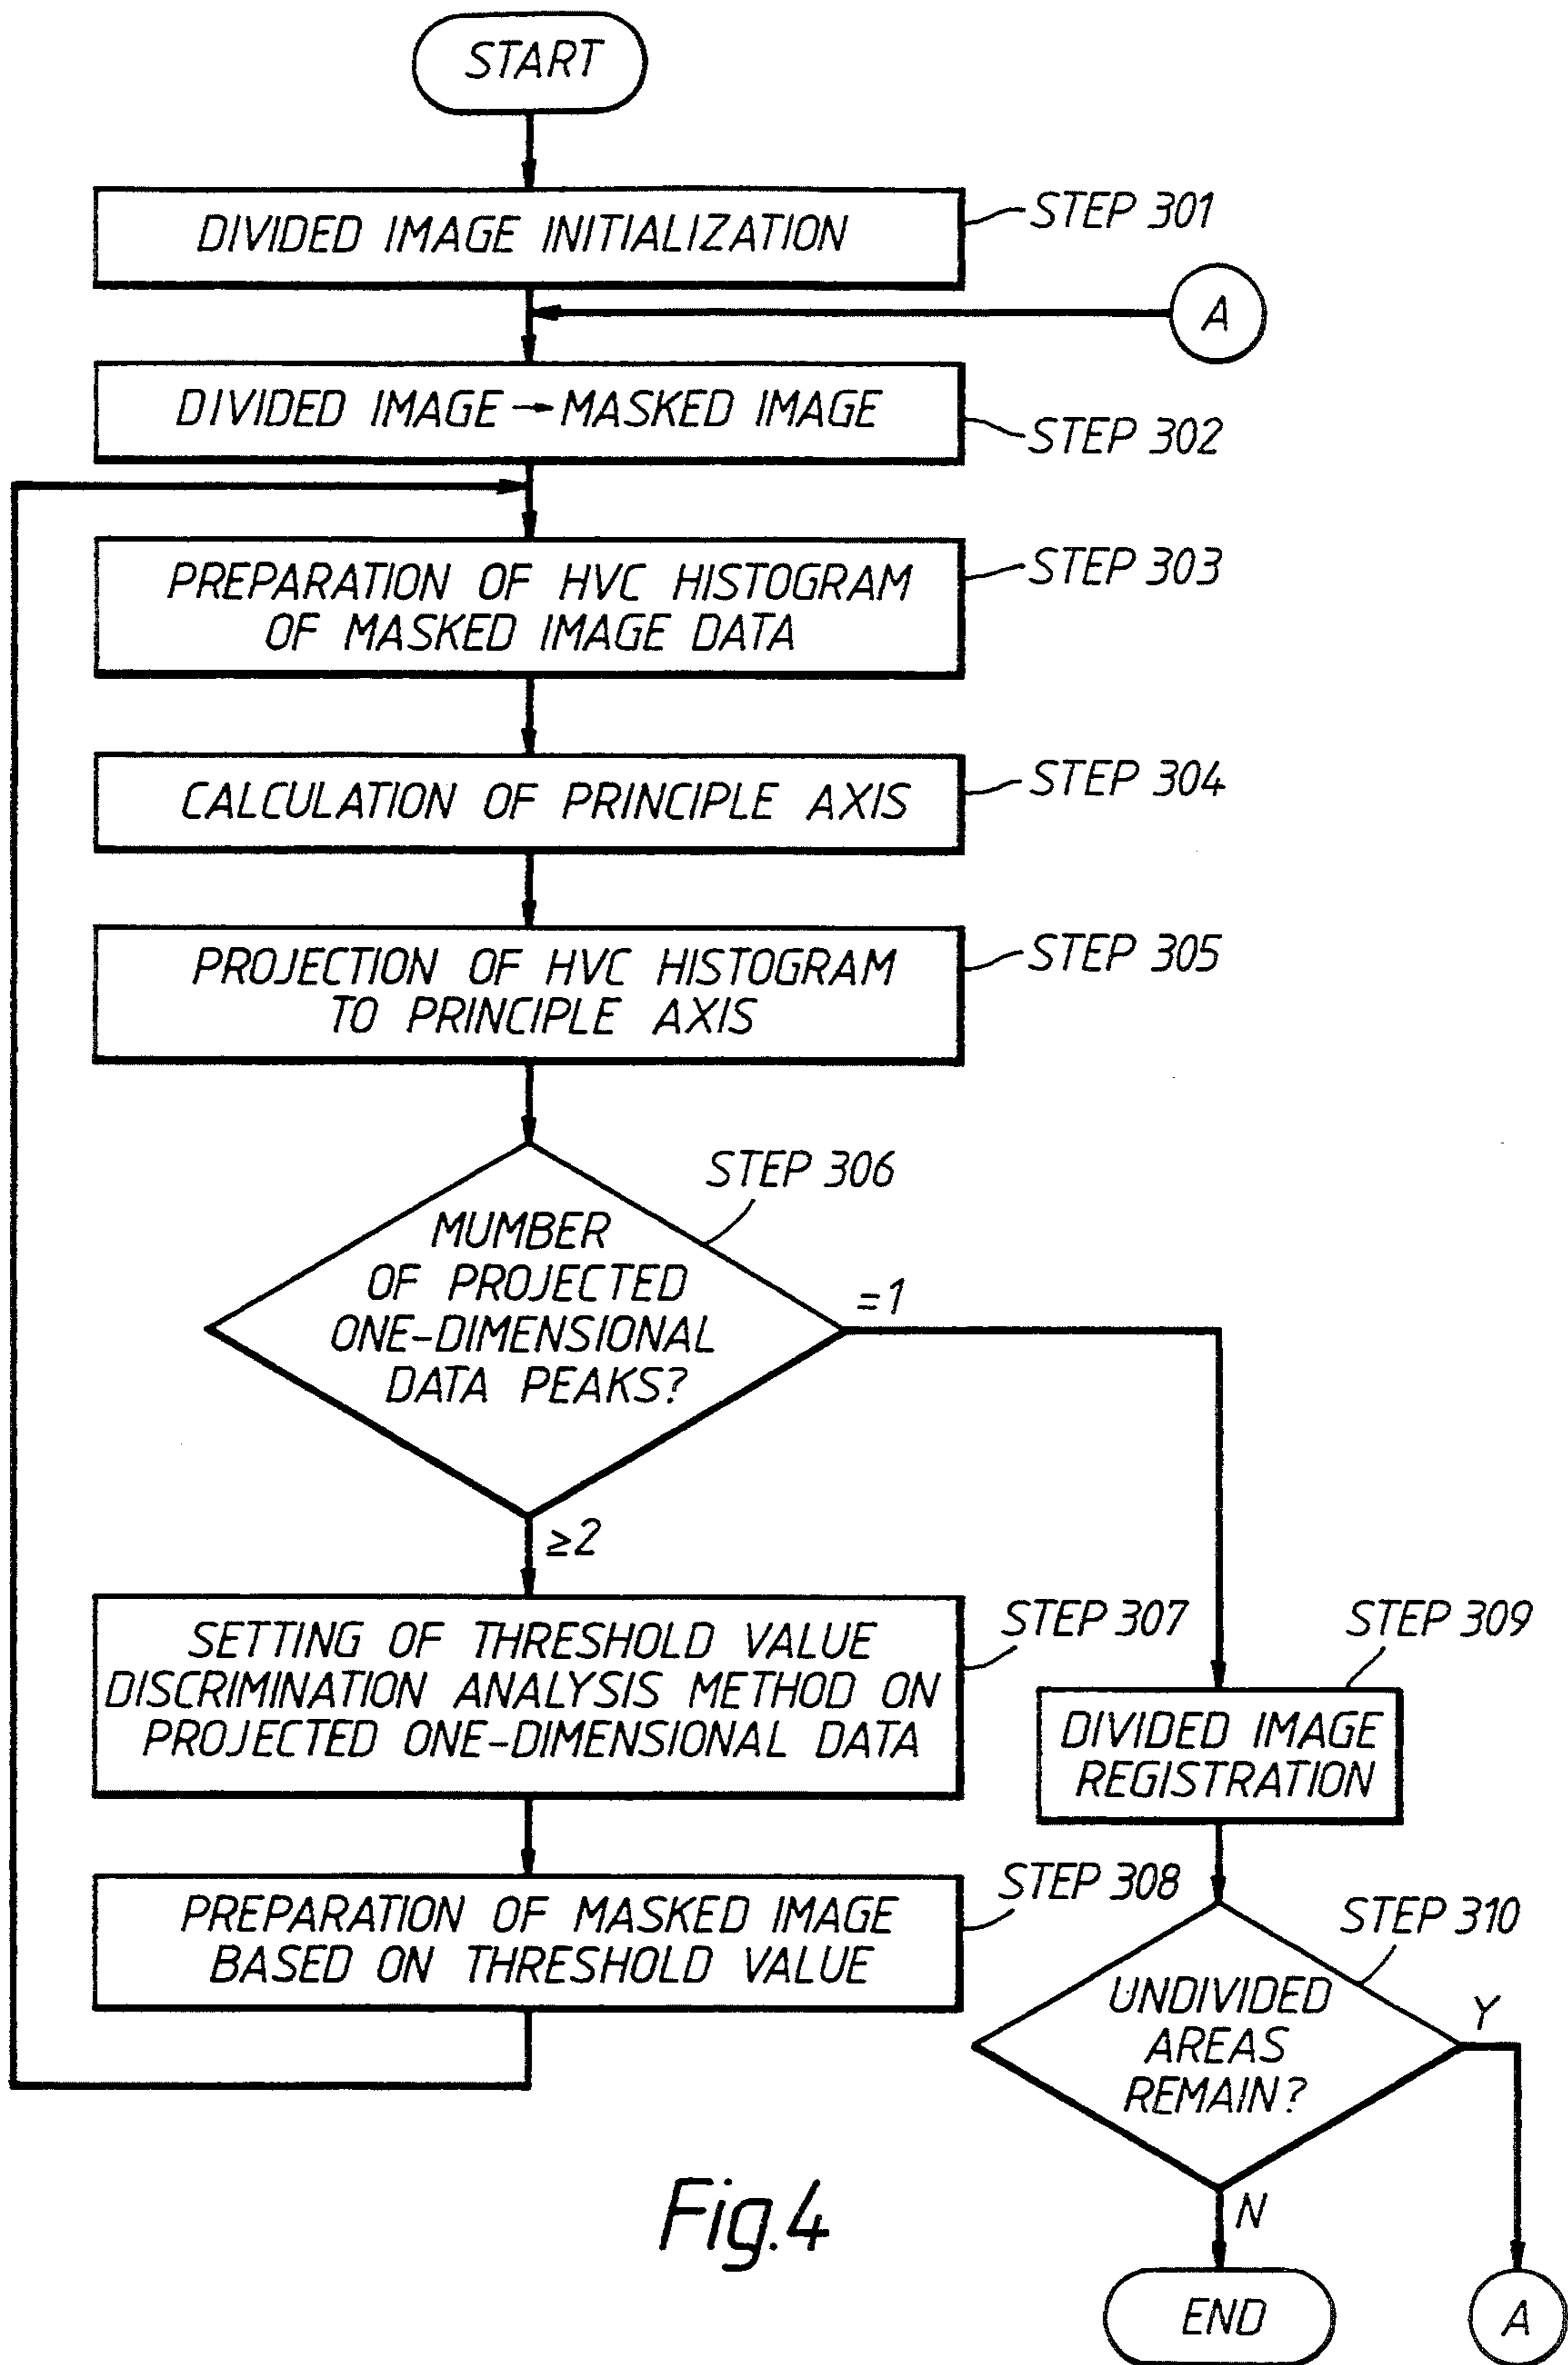 START
DIVIDED IMAGE INITIALIZATION
STEP 301
A
DIVIDED IMAGE → MASKED IMAGE
STEP 302
PREPARATION OF HVC HISTOGRAM
OF MASKED IMAGE DATA
STEP 303
CALCULATION OF PRINCIPLE AXIS
STEP 304
PROJECTION OF HVC HISTOGRAM
TO PRINCIPLE AXIS
STEP 305
STEP 306
MUMBER
OF PROJECTED
ONE-DIMENSIONAL
DATA PEAKS?
=1
≥2
SETTING OF THRESHOLD VALUE
DISCRIMINATION ANALYSIS METHOD ON
PROJECTED ONE-DIMENSIONAL DATA
STEP 307
STEP 309
DIVIDED IMAGE
REGISTRATION
PREPARATION OF MASKED IMAGE
BASED ON THRESHOLD VALUE
STEP 308
STEP 310
UNDIVIDED
AREAS
REMAIN?
Y
N
END
A
Fig.4